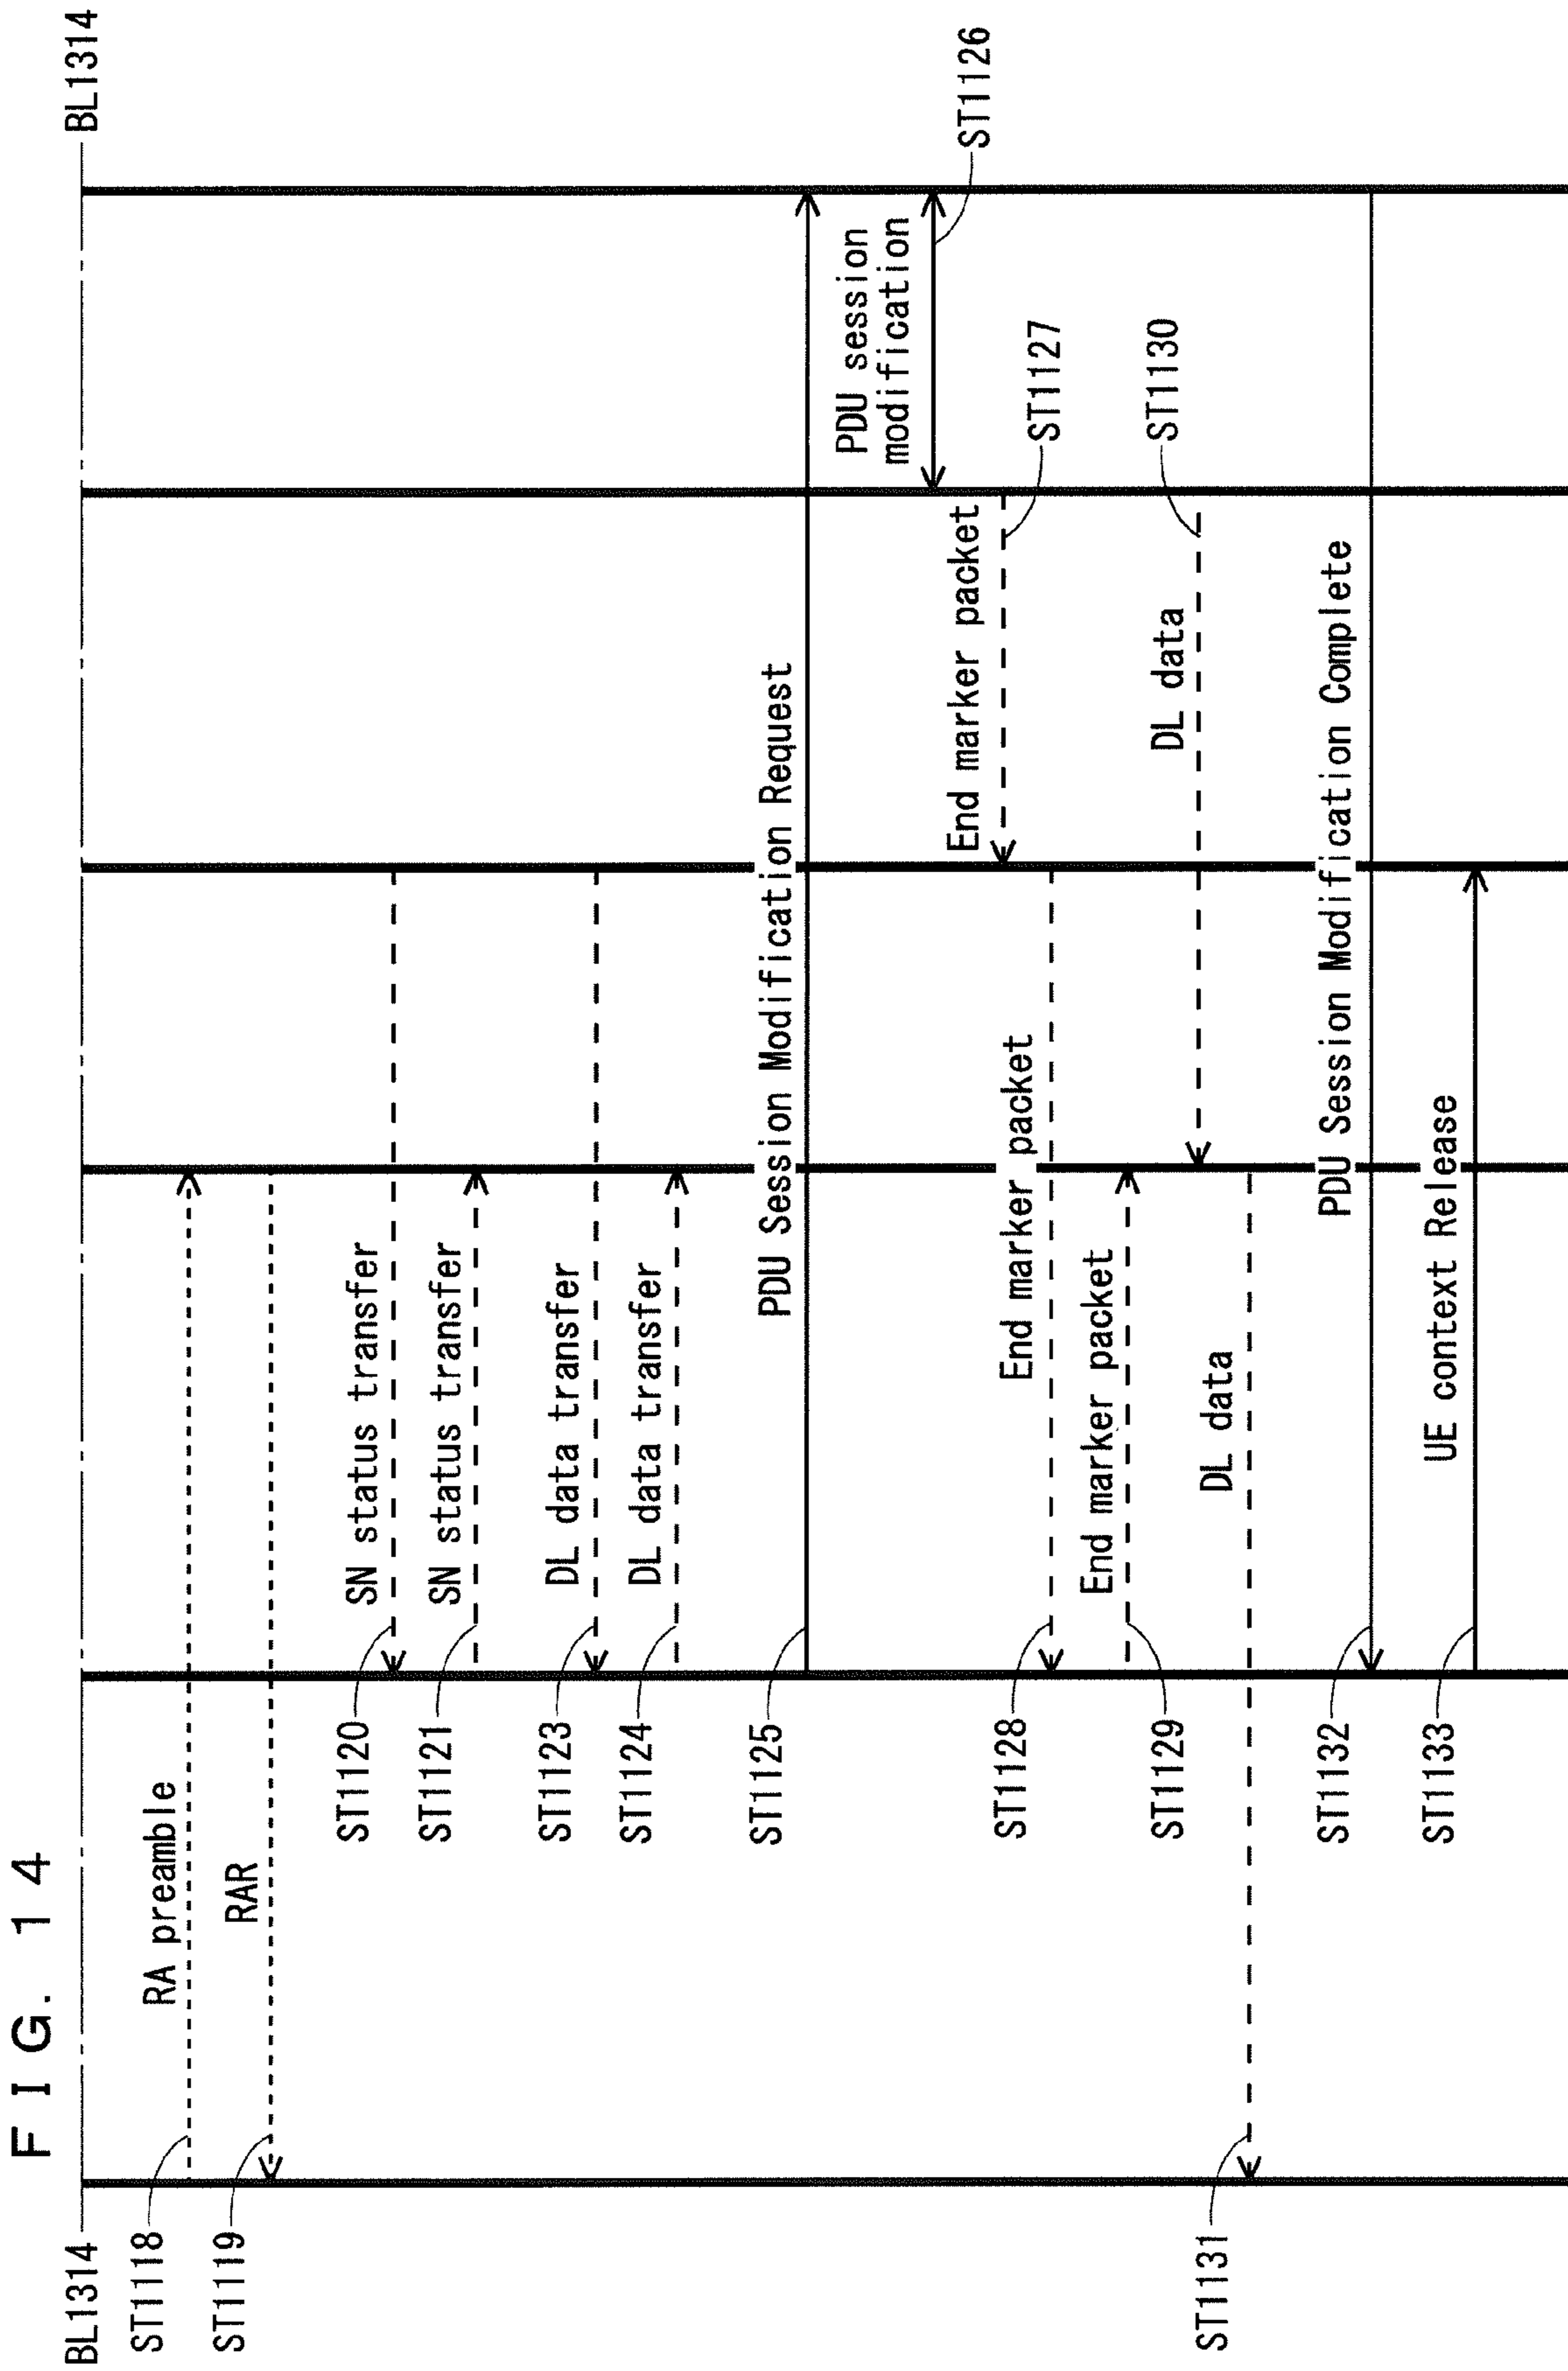 FIG. 14
BL1314
BL1314
ST1118
RA preamble
ST1119
RAR
ST1120
SN status transfer
ST1121
SN status transfer
ST1123
DL data transfer
ST1124
DL data transfer
ST1125
PDU Session Modification Request
PDU session
modification
ST1126
End marker packet
ST1127
ST1128
End marker packet
ST1129
End marker packet
DL data
ST1130
ST1131
DL data
ST1132
PDU Session Modification Complete
ST1133
UE context Release